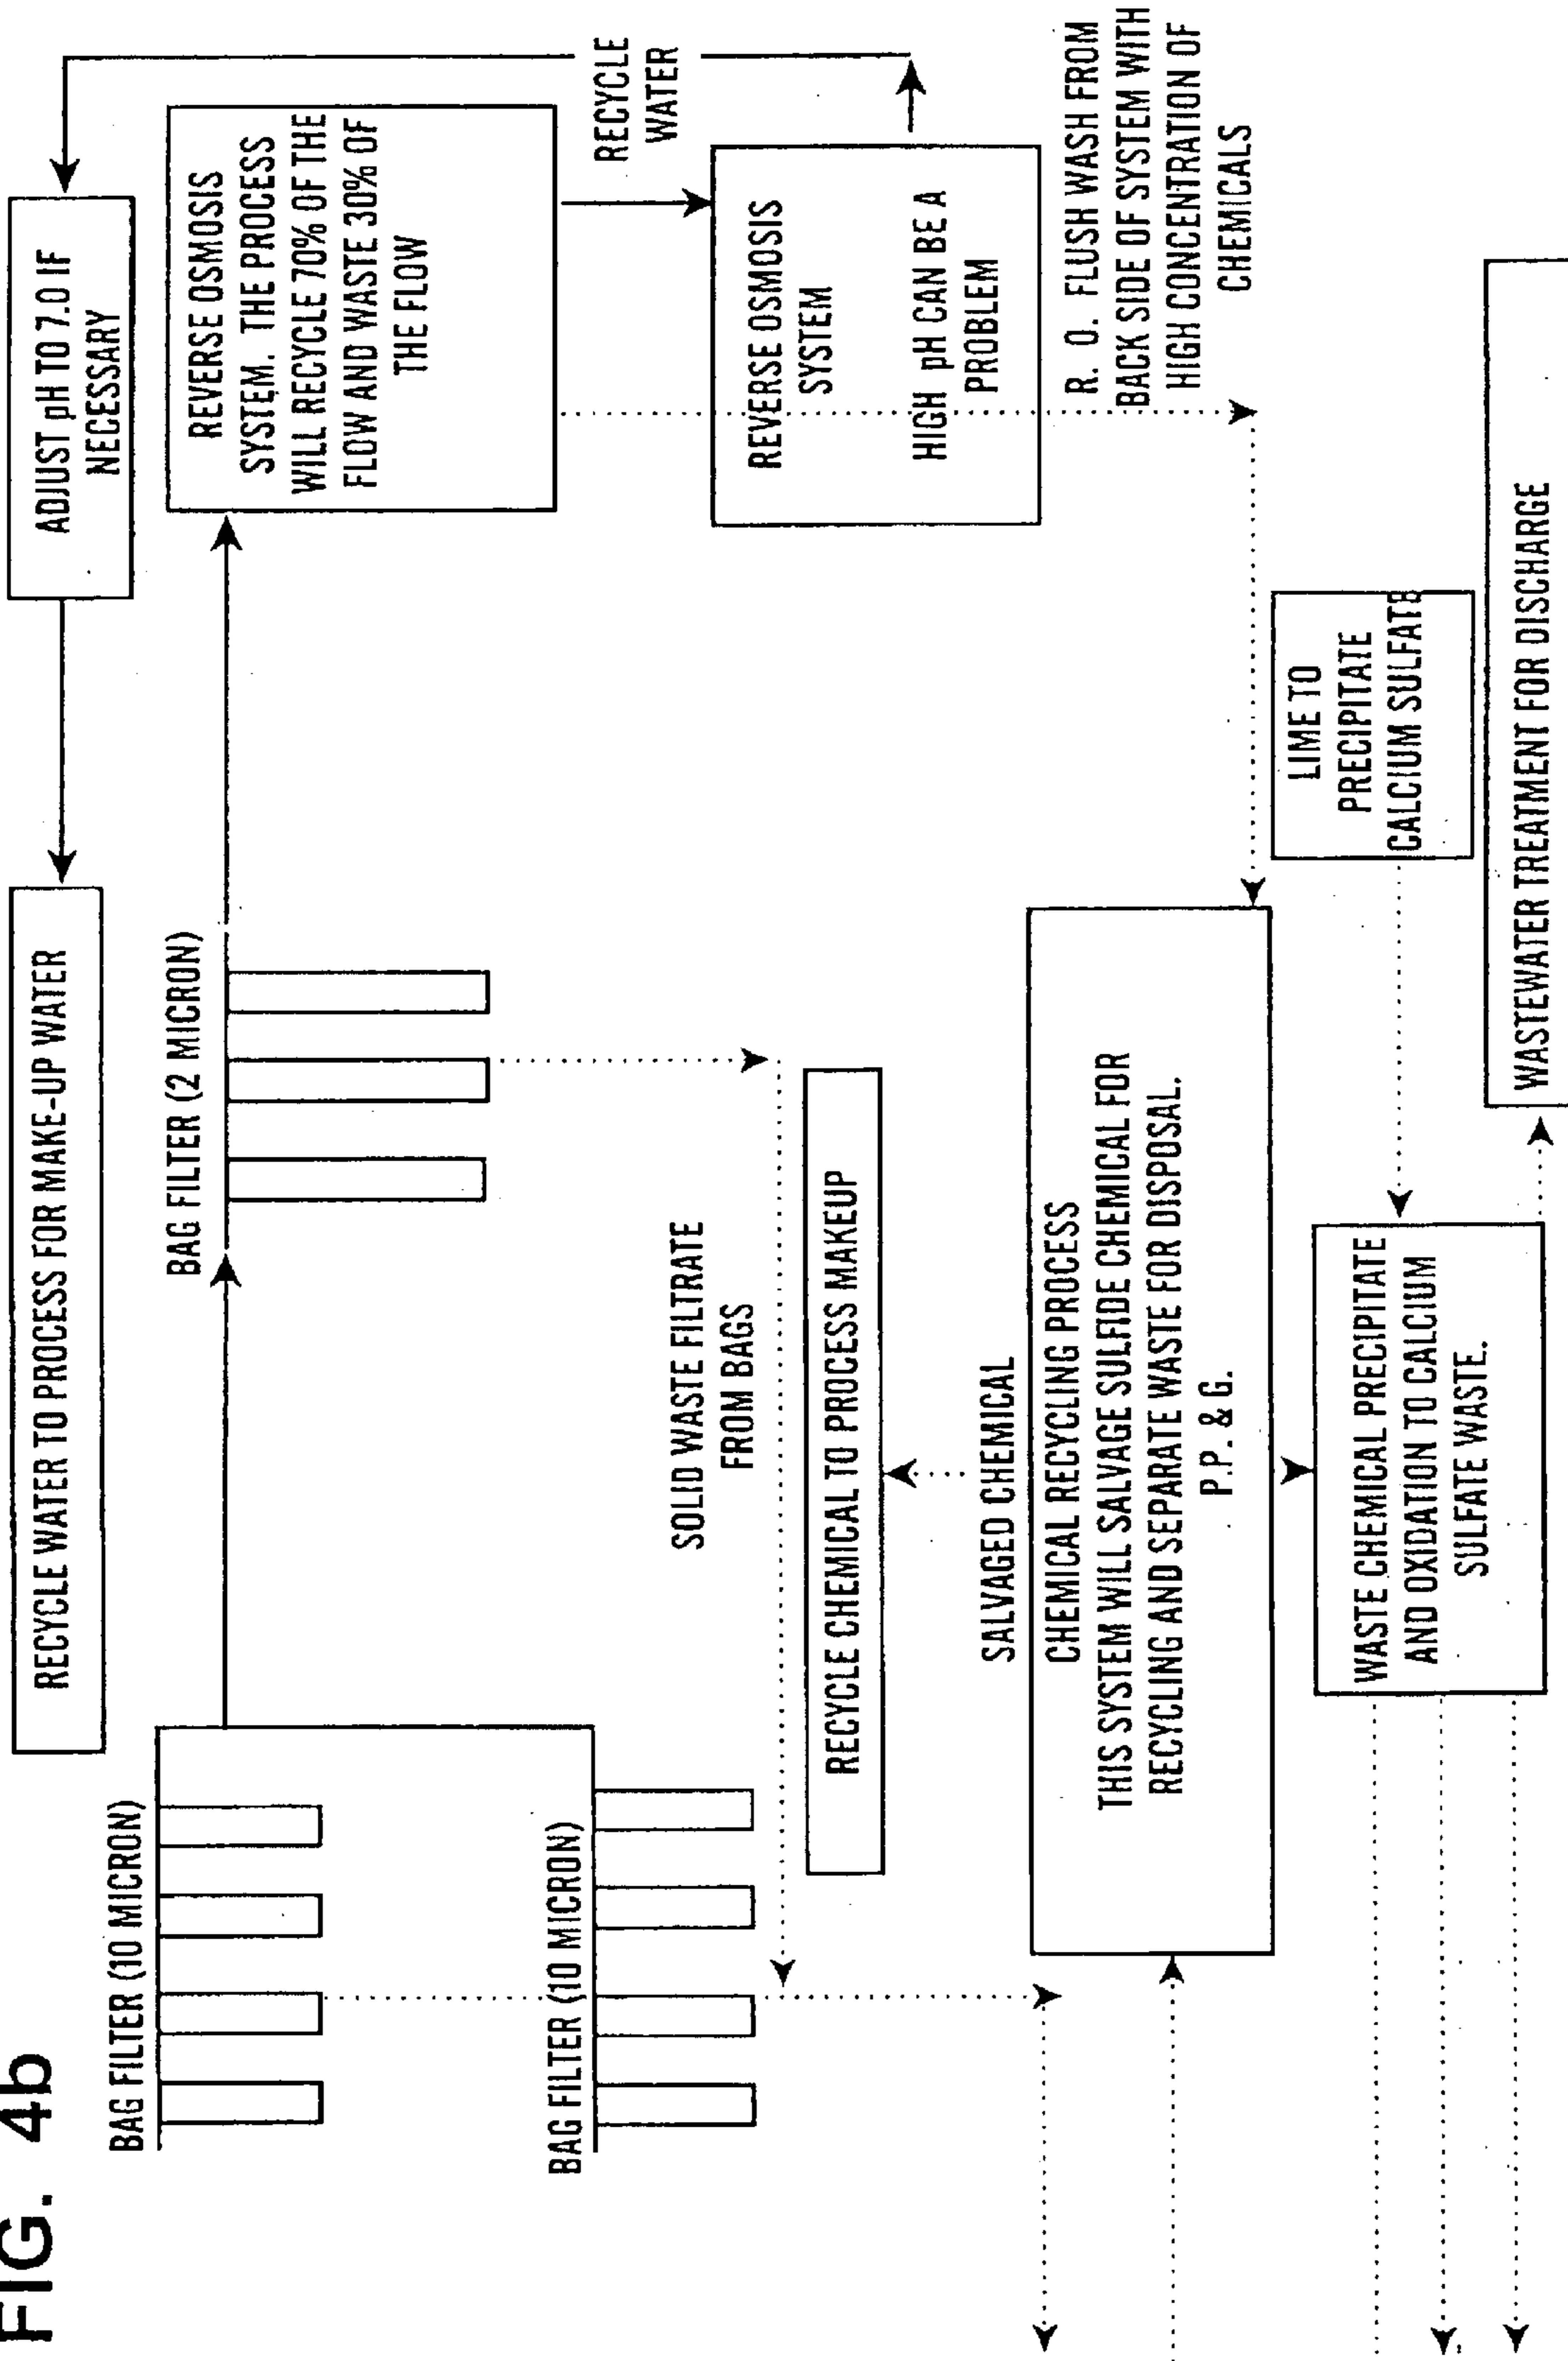 FIG. 4b
RECYCLE WATER TO PROCESS FOR MAKE-UP WATER
ADJUST pH TO 7.0 IF
NECESSARY
BAG FILTER (10 MICRON)
BAG FILTER (2 MICRON)
REVERSE OSMOSIS
SYSTEM. THE PROCESS
WILL RECYCLE 70% OF THE
FLOW AND WASTE 30% OF
THE FLOW
BAG FILTER (10 MICRON)
RECYCLE
WATER
SOLID WASTE FILTRATE
FROM BAGS
REVERSE OSMOSIS
SYSTEM
HIGH pH CAN BE A
PROBLEM
RECYCLE CHEMICAL TO PROCESS MAKEUP
SALVAGED CHEMICAL
R. O. FLUSH WASH FROM
BACK SIDE OF SYSTEM WITH
HIGH CONCENTRATION OF
CHEMICALS
CHEMICAL RECYCLING PROCESS
THIS SYSTEM WILL SALVAGE SULFIDE CHEMICAL FOR
RECYCLING AND SEPARATE WASTE FOR DISPOSAL.
P.P. & G.
LIME TO
PRECIPITATE
CALCIUM SULFATE
WASTE CHEMICAL PRECIPITATE
AND OXIDATION TO CALCIUM
SULFATE WASTE.
WASTEWATER TREATMENT FOR DISCHARGE